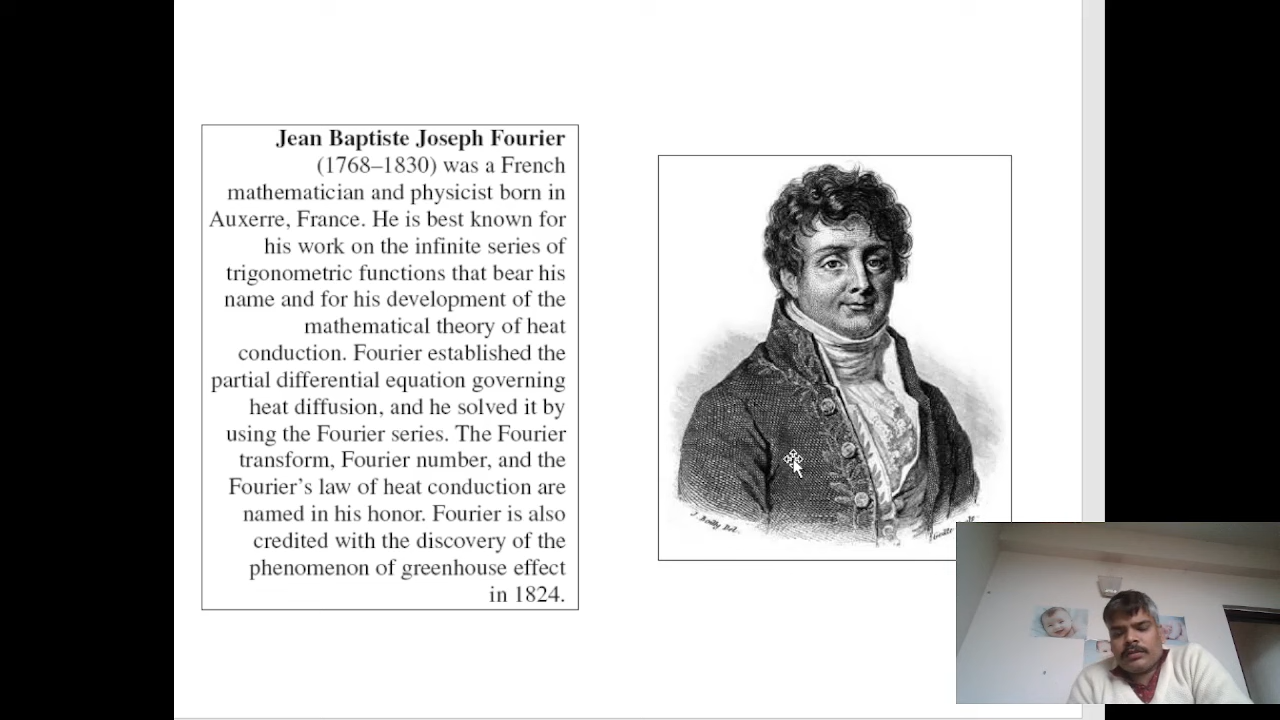 Jean Baptiste Joseph Fourier
(1768–1830) was a French
mathematician and physicist born in
Auxerre, France. He is best known for
his work on the infinite series of
trigonometric functions that bear his
name and for his development of the
mathematical theory of heat
conduction. Fourier established the
partial differential equation governing
heat diffusion, and he solved it by
using the Fourier series. The Fourier
transform, Fourier number, and the
Fourier’s law of heat conduction are
named in his honor. Fourier is also
credited with the discovery of the
phenomenon of greenhouse effect
in 1824.